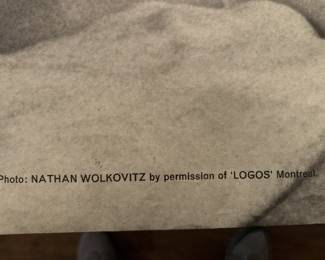 Photo: NATHAN WOLKOVITZ by permission of 'LOGOS' Montreal.